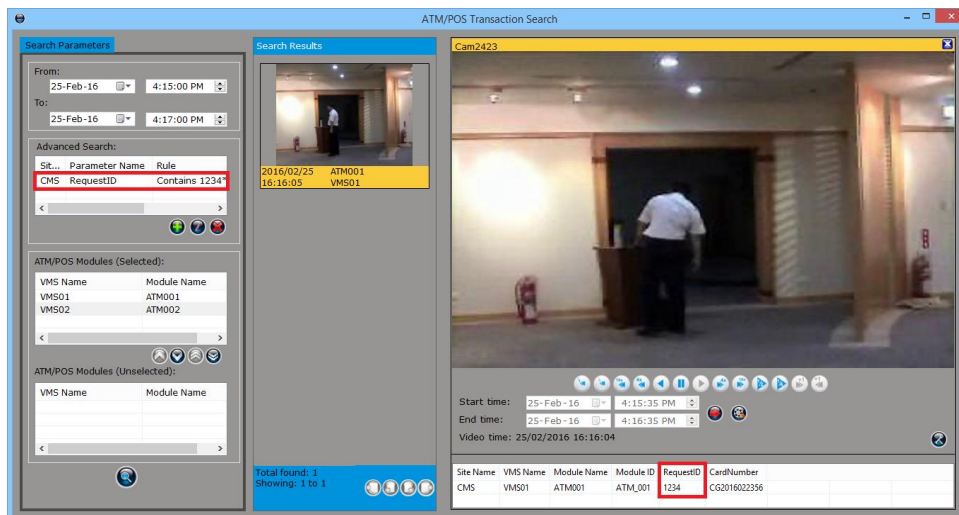 ATM/POS Transaction Search
Search Parameters
From:
25-Feb-16 4:15:00 PM
To:
25-Feb-16 4:17:00 PM
Advanced Search:
Sit... Parameter Name Rule
CMS RequestID Contains 1234"
ATM/POS Modules (Selected):
VMS Name Module Name
VMS01 ATM001
VMS02 ATM002
ATM/POS Modules (Unselected):
VMS Name Module Name
Search Results
2016/02/25 ATM001
16:16:05 VMS01
Total found: 1
Showing: 1 to 1
Cam2423
Start time: 25-Feb-16 4:15:35 PM
End time: 25-Feb-16 4:16:35 PM
Video time: 25/02/2016 16:16:04
Site Name VMS Name Module Name Module ID RequestID CardNumber
CMS VMS01 ATM001 ATM_001 1234 CG2016022356